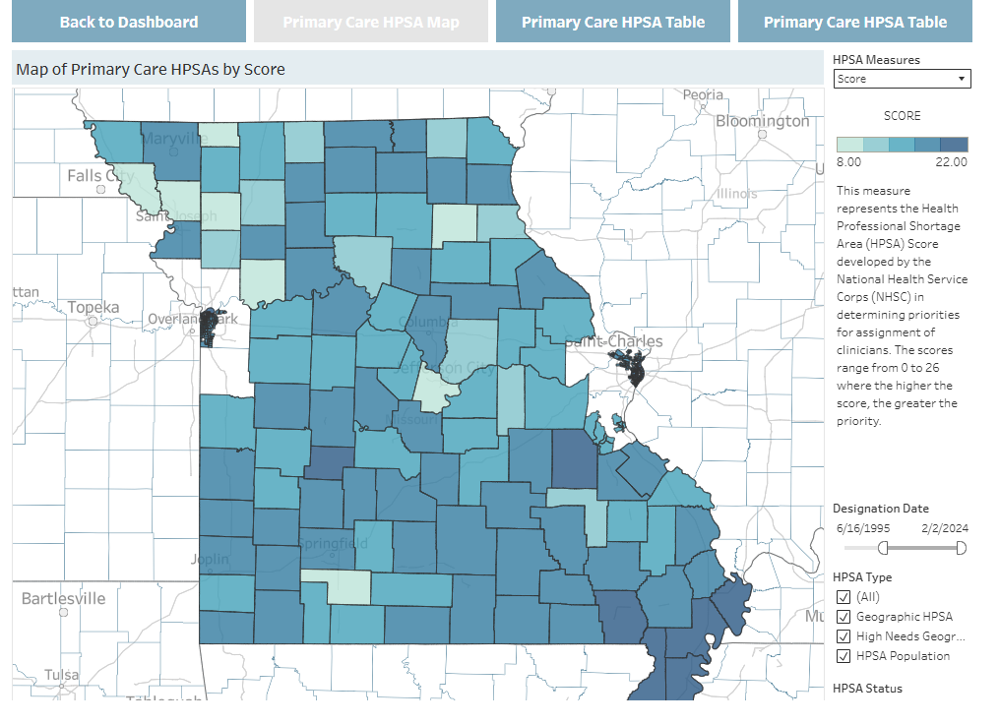 Back to Dashboard
Primary Care HPSA Map
Primary Care HPSA Table
Primary Care HPSA Table
Map of Primary Care HPSAs by Score
HPSA Measures
Score
SCORE
8.00
22.00
This measure
represents the Health
Professional Shortage
Area (HPSA) Score
developed by the
National Health Service
Corps (NHSC) in
determining priorities
for assignment of
clinicians. The scores
range from 0 to 26
where the higher the
score, the greater the
priority.
Designation Date
6/16/1995
2/2/2024
HPSA Type
(All)
Geographic HPSA
High Needs Geogr...
HPSA Population
HPSA Status
Peoria
Bloomington
Maryville
Falls City
Illinois
Saint Joseph
ttan
Topeka
Overland Park
Columbia
Saint Charles
Jefferson City
Missouri
Springfield
Joplin
Bartlesville
Mu
Tulsa